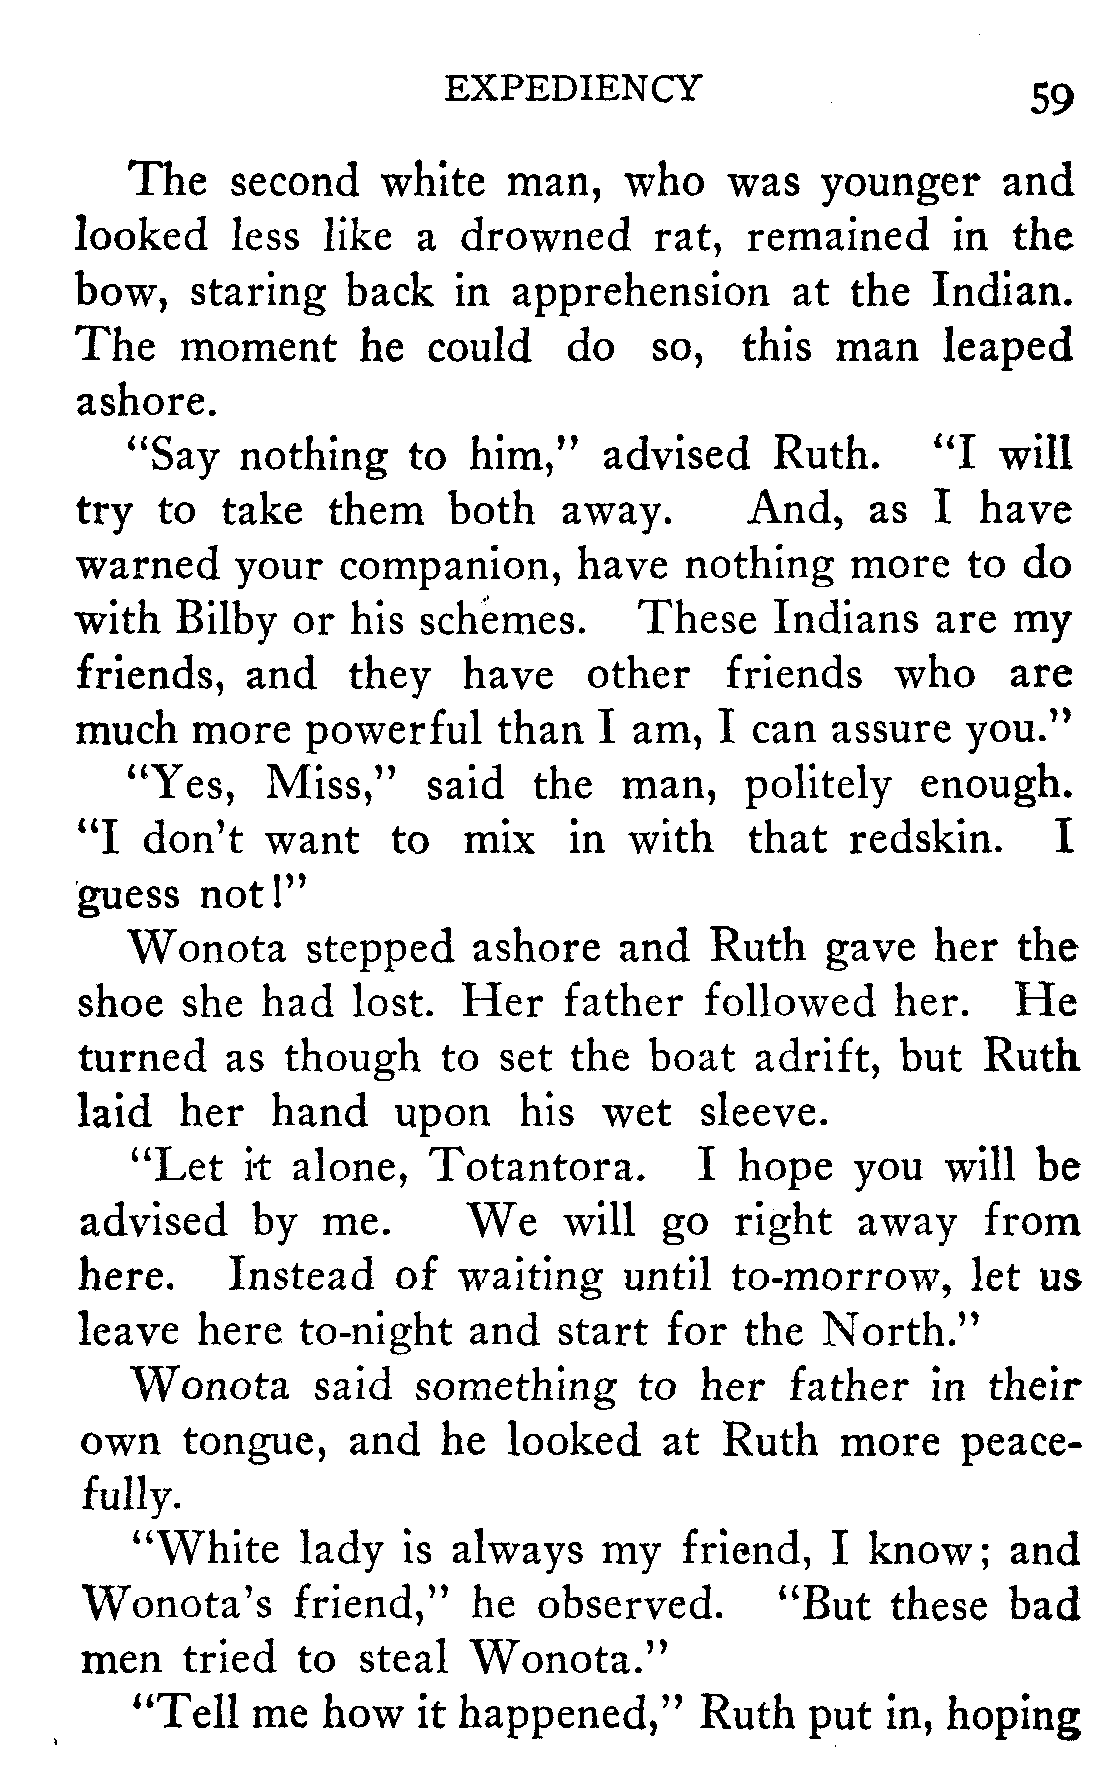 EXPEDIENCY 59
The second white man, who was younger and
looked less like a drowned rat, remained in the
bow, staring back in apprehension at the Indian.
The moment he could do so, this man leaped
ashore.
“Say nothing to him,” advised Ruth. “I will
try to take them both away. And, as I have
warned your companion, have nothing more to do
with Bilby or his schemes. These Indians are my
friends, and they have other friends who are
much more powerful than I am, I can assure you.”
“Yes, Miss,” said the man, politely enough.
“I don’t want to mix in with that redskin. I
guess not!”
Wonota stepped ashore and Ruth gave her the
shoe she had lost. Her father followed her. He
turned as though to set the boat adrift, but Ruth
laid her hand upon his wet sleeve.
“Let it alone, Totantora. I hope you will be
advised by me. We will go right away from
here. Instead of waiting until to-morrow, let us
leave here to-night and start for the North.”
Wonota said something to her father in their
own tongue, and he looked at Ruth more peace-
fully.
“White lady is always my friend, I know; and
Wonota’s friend,” he observed. “But these bad
men tried to steal Wonota.”
“Tell me how it happened,” Ruth put in, hoping